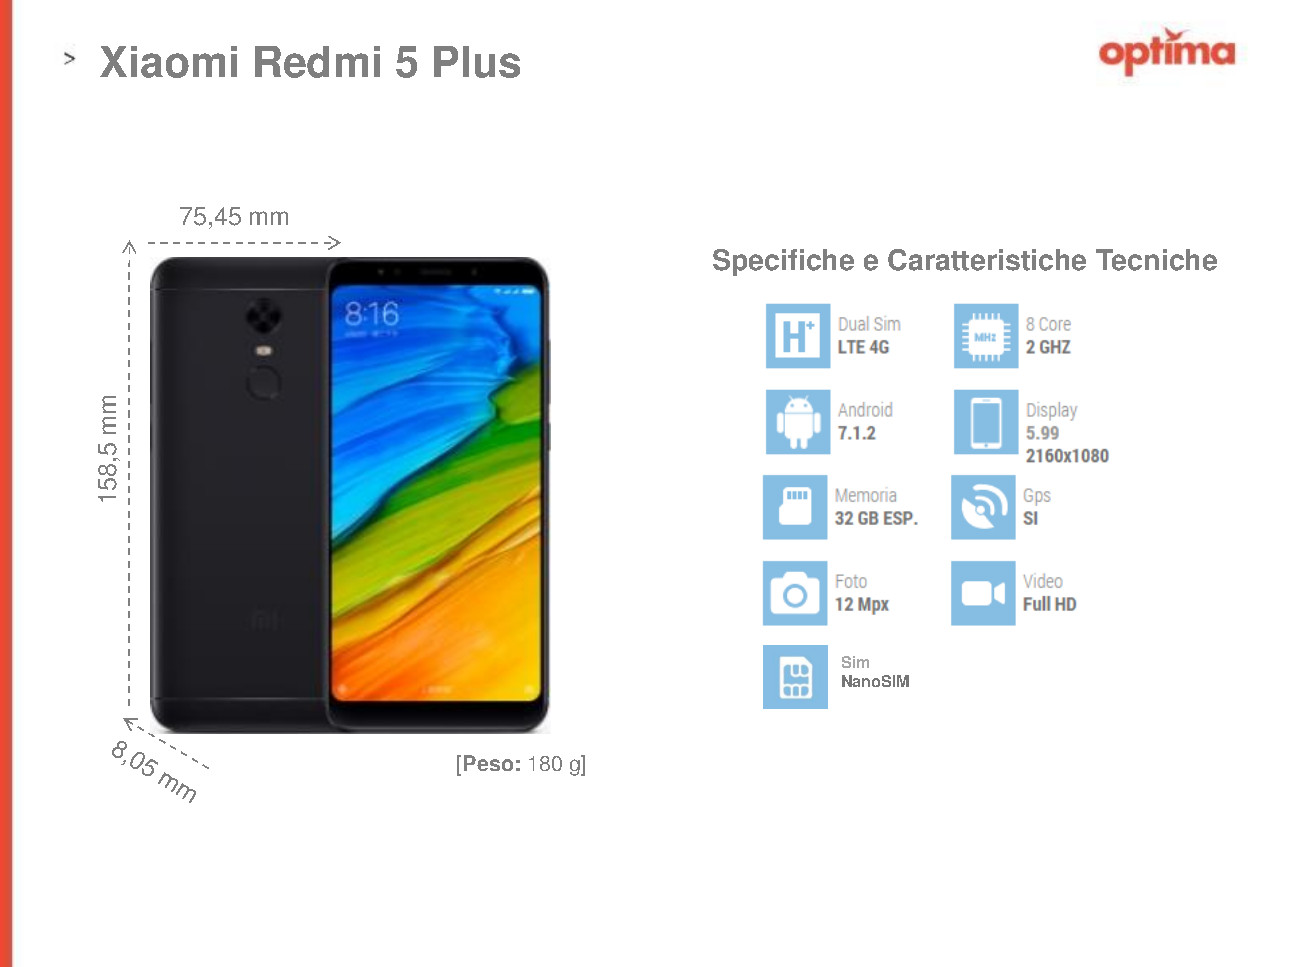 > Xiaomi Redmi 5 Plus
optima
75,45 mm
158,5 mm
8,05 mm
8:16
[Peso: 180 g]
Specifiche e Caratteristiche Tecniche
H+
Dual Sim
LTE 4G
MHz
8 Core
2 GHZ
Android
7.1.2
Display
5.99
2160x1080
Memoria
32 GB ESP.
Gps
SI
Foto
12 Mpx
Video
Full HD
Sim
NanoSIM